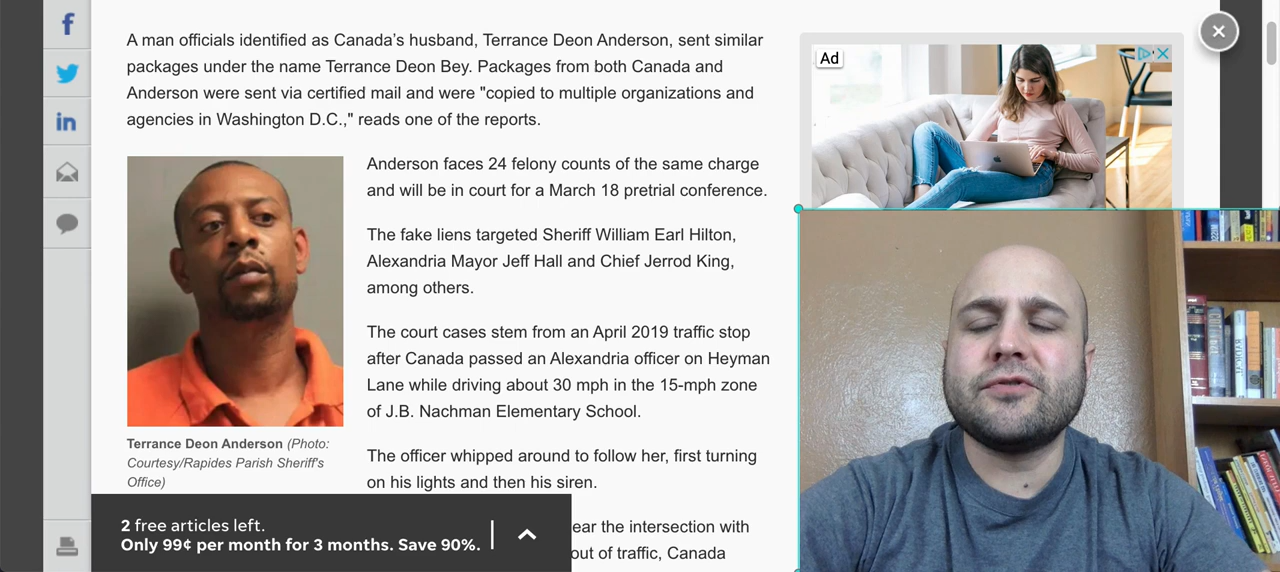 A man officials identified as Canada’s husband, Terrance Deon Anderson, sent similar
packages under the name Terrance Deon Bey. Packages from both Canada and
Anderson were sent via certified mail and were "copied to multiple organizations and
agencies in Washington D.C.," reads one of the reports.
Ad
Anderson faces 24 felony counts of the same charge
and will be in court for a March 18 pretrial conference.
The fake liens targeted Sheriff William Earl Hilton,
Alexandria Mayor Jeff Hall and Chief Jerrod King,
among others.
The court cases stem from an April 2019 traffic stop
after Canada passed an Alexandria officer on Heyman
Lane while driving about 30 mph in the 15-mph zone
of J.B. Nachman Elementary School.
Terrance Deon Anderson (Photo:
Courtesy/Rapides Parish Sheriff's
Office)
The officer whipped around to follow her, first turning
on his lights and then his siren.
ear the intersection with
out of traffic, Canada
2 free articles left.
Only 99¢ per month for 3 months. Save 90%.